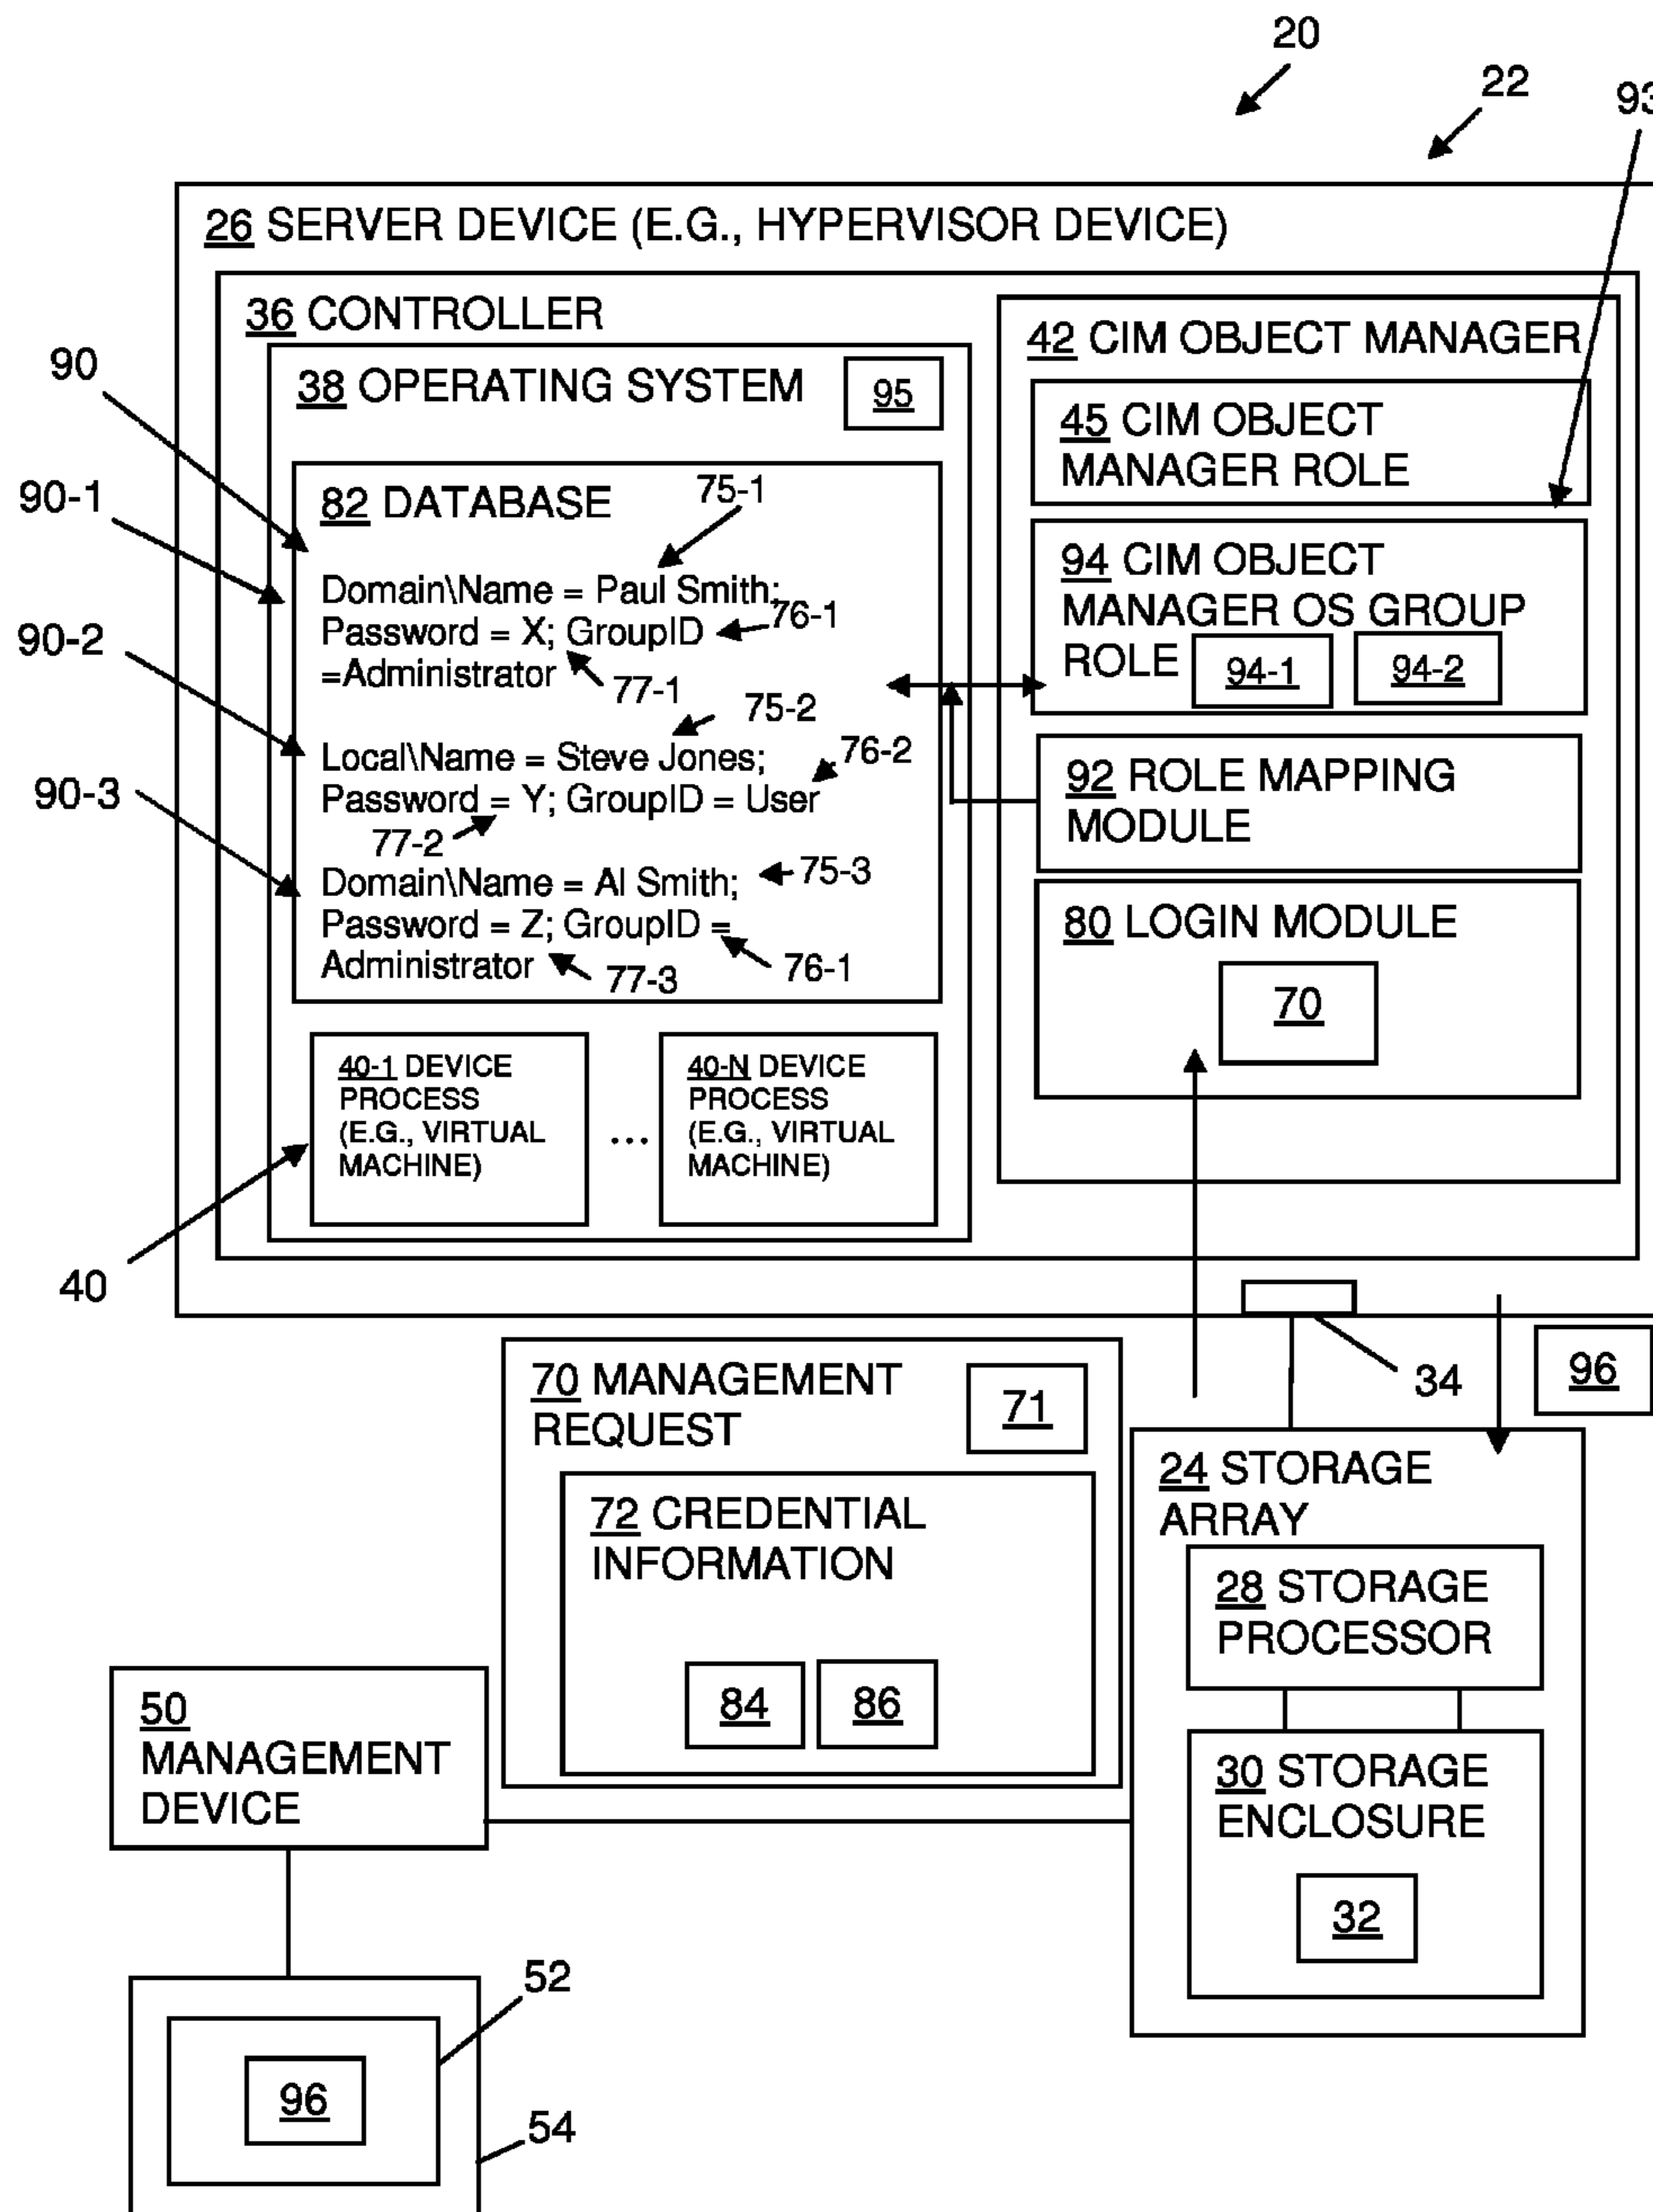 20
22
93
26 SERVER DEVICE (E.G., HYPERVISOR DEVICE)
36 CONTROLLER
90
38 OPERATING SYSTEM
95
90-1
82 DATABASE
75-1
Domain\Name = Paul Smith;
Password = X; GroupID
76-1
=Administrator
77-1
90-2
75-2
Local\Name = Steve Jones;
76-2
Password = Y; GroupID = User
77-2
90-3
Domain\Name = Al Smith;
75-3
Password = Z; GroupID =
Administrator
77-3
76-1
40-1 DEVICE
PROCESS
(E.G., VIRTUAL
MACHINE)
...
40-N DEVICE
PROCESS
(E.G., VIRTUAL
MACHINE)
40
42 CIM OBJECT MANAGER
45 CIM OBJECT
MANAGER ROLE
94 CIM OBJECT
MANAGER OS GROUP
ROLE
94-1
94-2
92 ROLE MAPPING
MODULE
80 LOGIN MODULE
70
34
96
70 MANAGEMENT
REQUEST
71
72 CREDENTIAL
INFORMATION
84
86
24 STORAGE
ARRAY
28 STORAGE
PROCESSOR
30 STORAGE
ENCLOSURE
32
50
MANAGEMENT
DEVICE
52
96
54